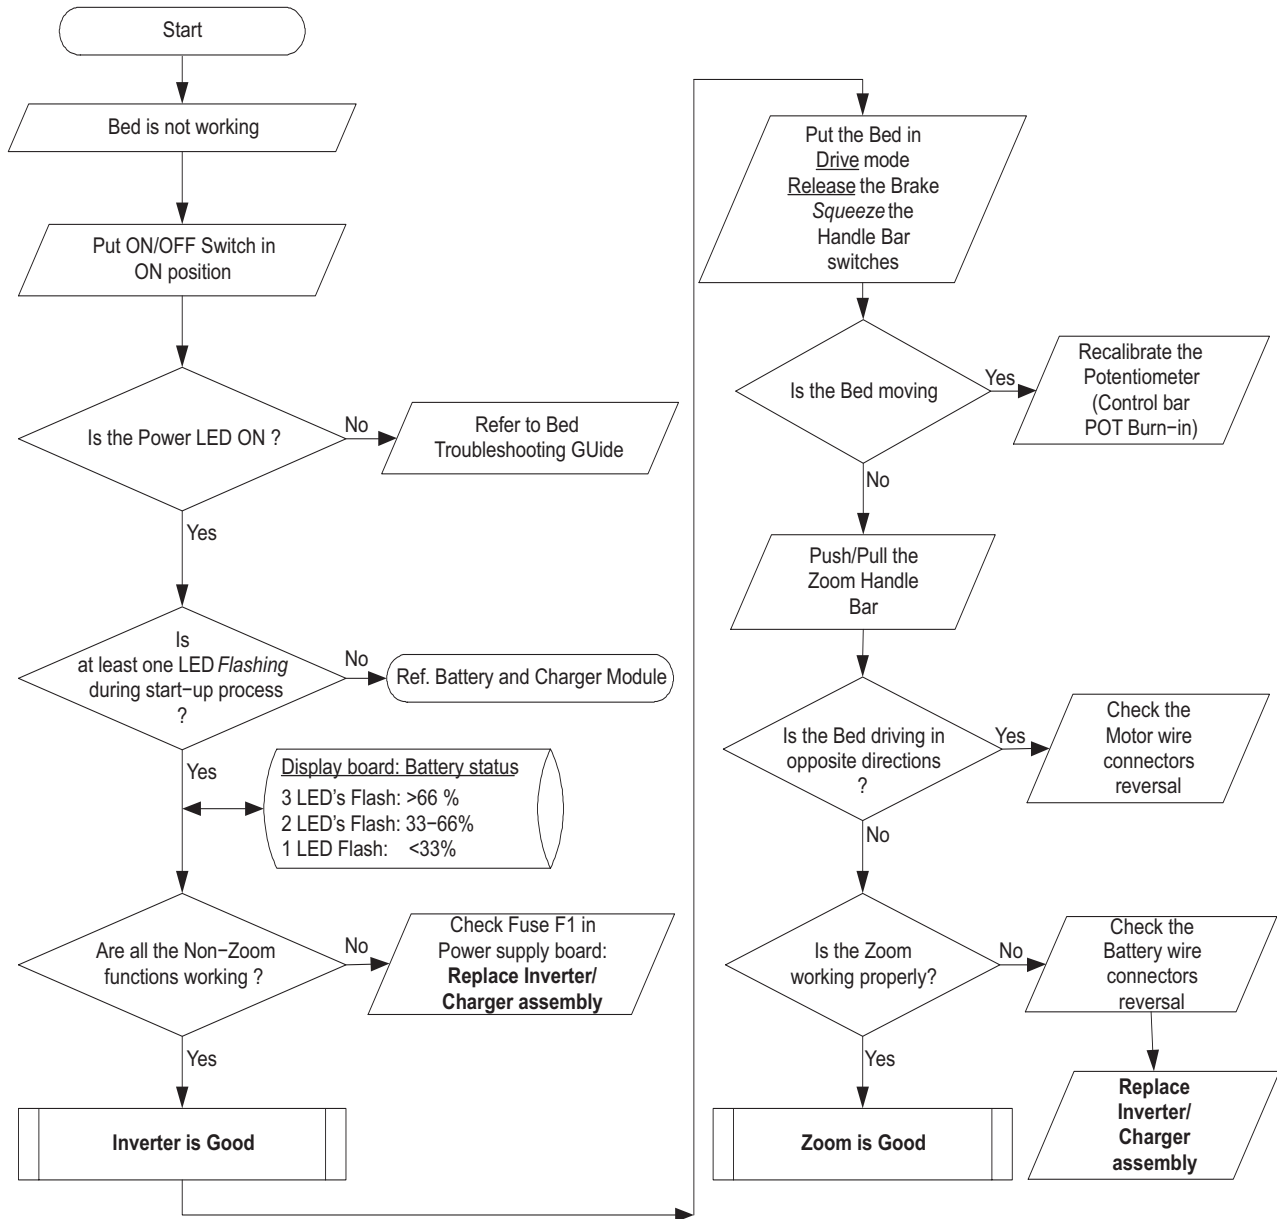 Start
Bed is not working
Put ON/OFF Switch in
ON position
Is the Power LED ON ?
No
Refer to Bed
Troubleshooting GUide
Yes
Is
at least one LED Flashing
during start-up process
?
No
Ref. Battery and Charger Module
Yes
Display board: Battery status
3 LED's Flash: >66 %
2 LED's Flash: 33-66%
1 LED Flash: <33%
Are all the Non-Zoom
functions working ?
No
Check Fuse F1 in
Power supply board:
Replace Inverter/
Charger assembly
Yes
Inverter is Good
Put the Bed in
Drive mode
Release the Brake
Squeeze the
Handle Bar
switches
Is the Bed moving
Yes
Recalibrate the
Potentiometer
(Control bar
POT Burn-in)
No
Push/Pull the
Zoom Handle
Bar
Is the Bed driving in
opposite directions
?
Yes
Check the
Motor wire
connectors
reversal
No
Is the Zoom
working properly?
No
Check the
Battery wire
connectors
reversal
Replace
Inverter/
Charger
assembly
Yes
Zoom is Good